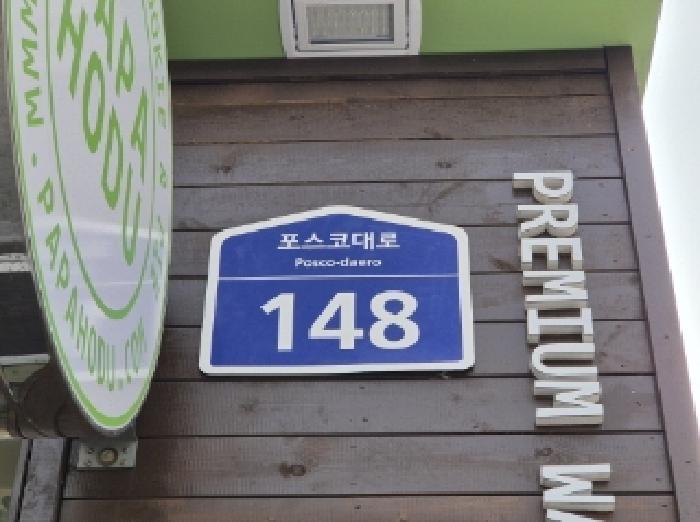 PAPA
HODU
PAPAHODU.com
포스코대로
Posco-daero
148
PREMIUM